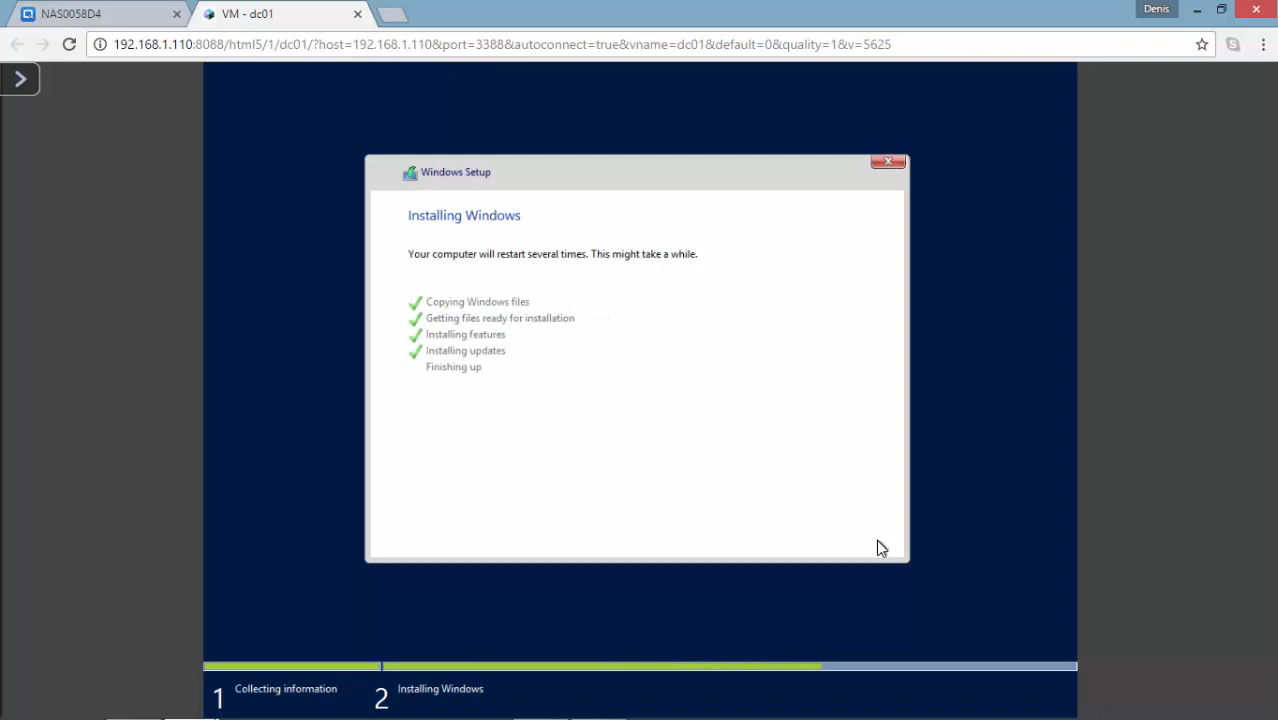 NAS0058D4
VM - dc01
Denis
192.168.1.110:8088/html5/1/dc01/?host=192.168.1.110&port=3388&autoconnect=true&vname=dc01&default=0&quality=1&v=5625
Windows Setup
Installing Windows
Your computer will restart several times. This might take a while.
Copying Windows files
Getting files ready for installation
Installing features
Installing updates
Finishing up
1 Collecting information
2 Installing Windows